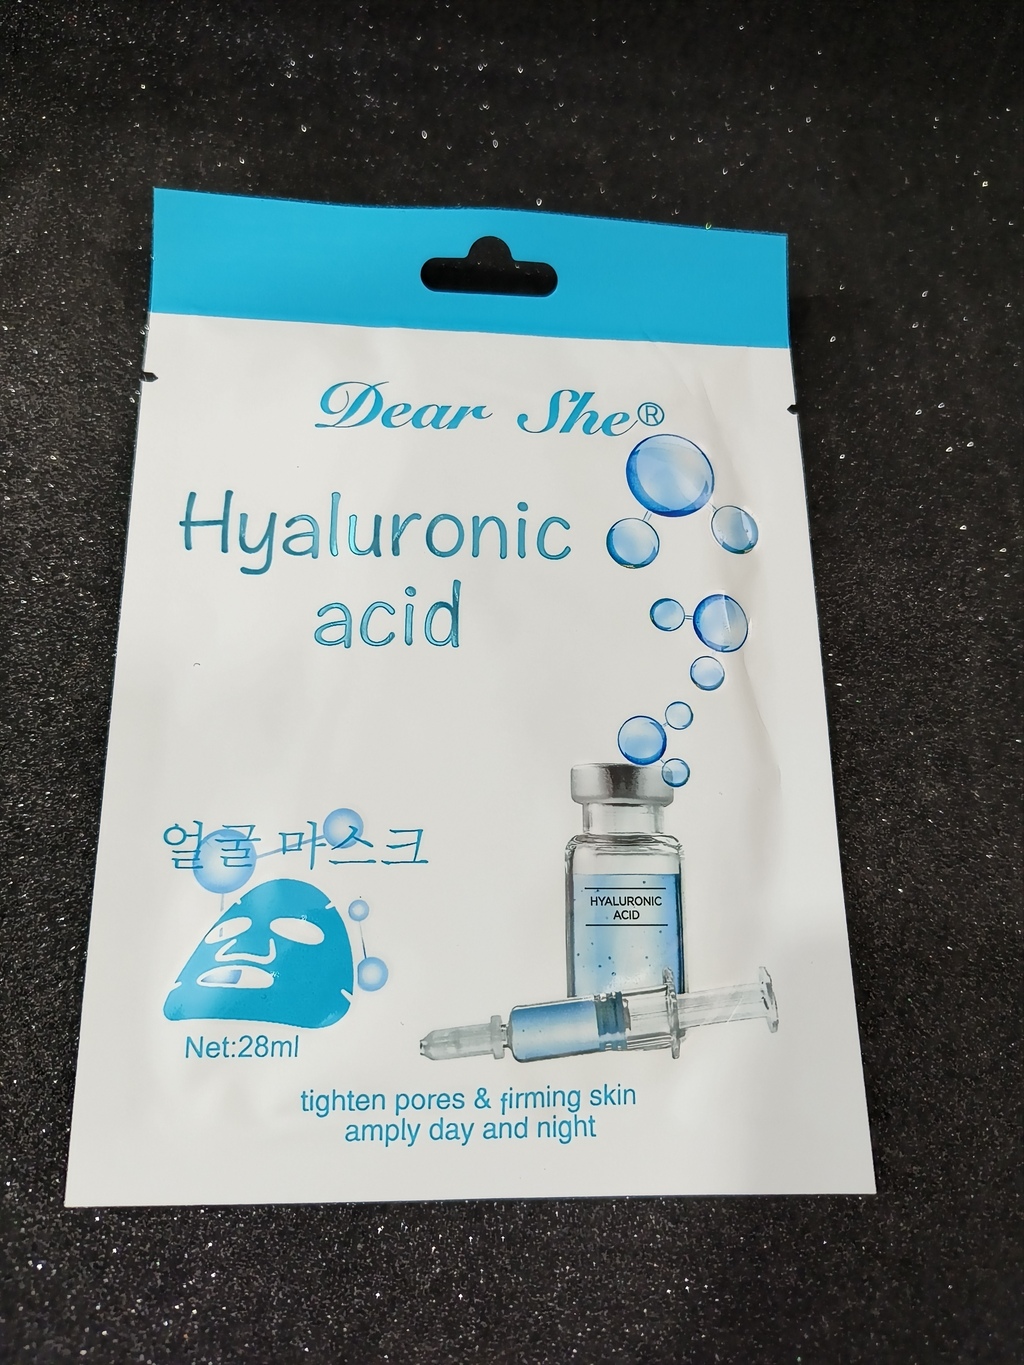 Dear She®
Hyaluronic
acid
얼굴 마스크
HYALURONIC
ACID
Net:28ml
tighten pores & firming skin
amply day and night